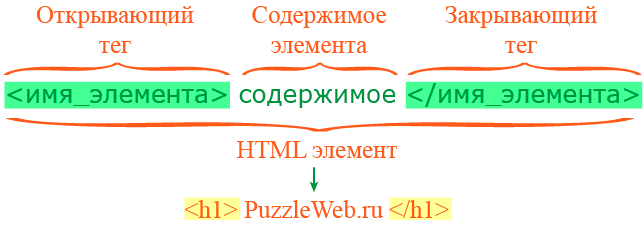 Открывающий Содержимое Закрывающий
тег элемента тег
<имя_элемента> содержимое </имя_элемента>
HTML элемент
<h1> PuzzleWeb.ru </h1>